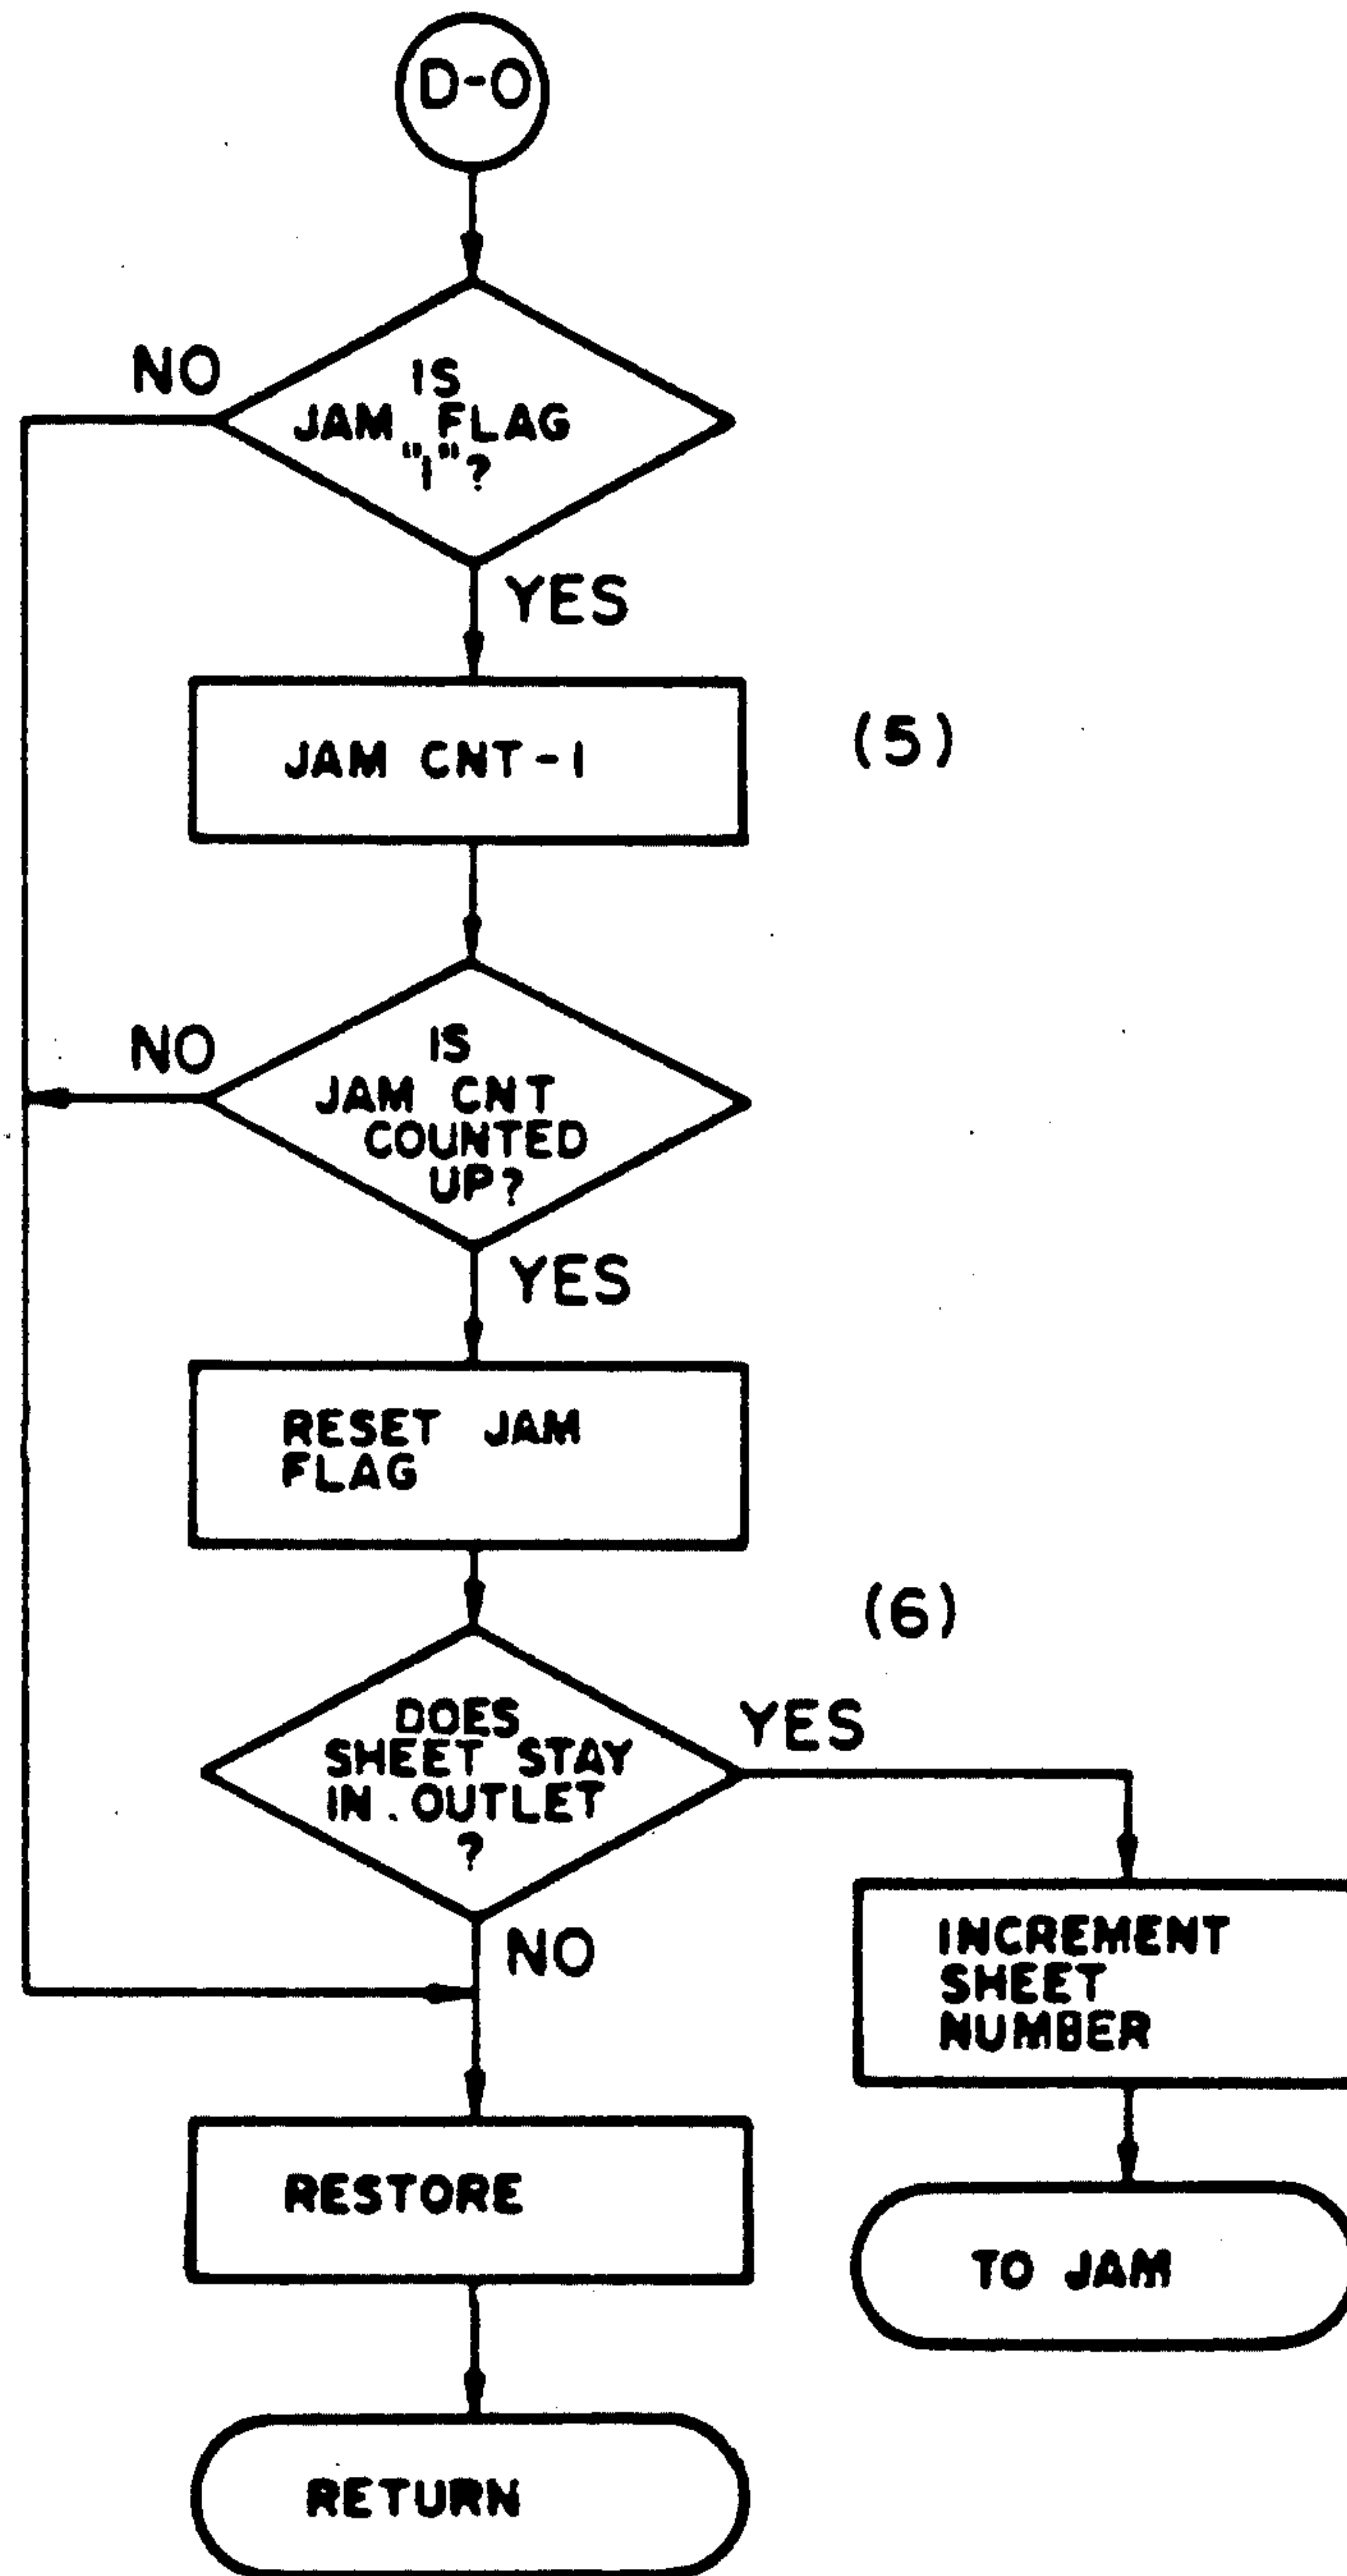 D-O
NO
IS
JAM FLAG
"1"?
YES
JAM CNT-1
(5)
NO
IS
JAM CNT
COUNTED
UP?
YES
RESET JAM
FLAG
(6)
DOES
SHEET STAY
IN OUTLET
?
YES
NO
INCREMENT
SHEET
NUMBER
RESTORE
TO JAM
RETURN